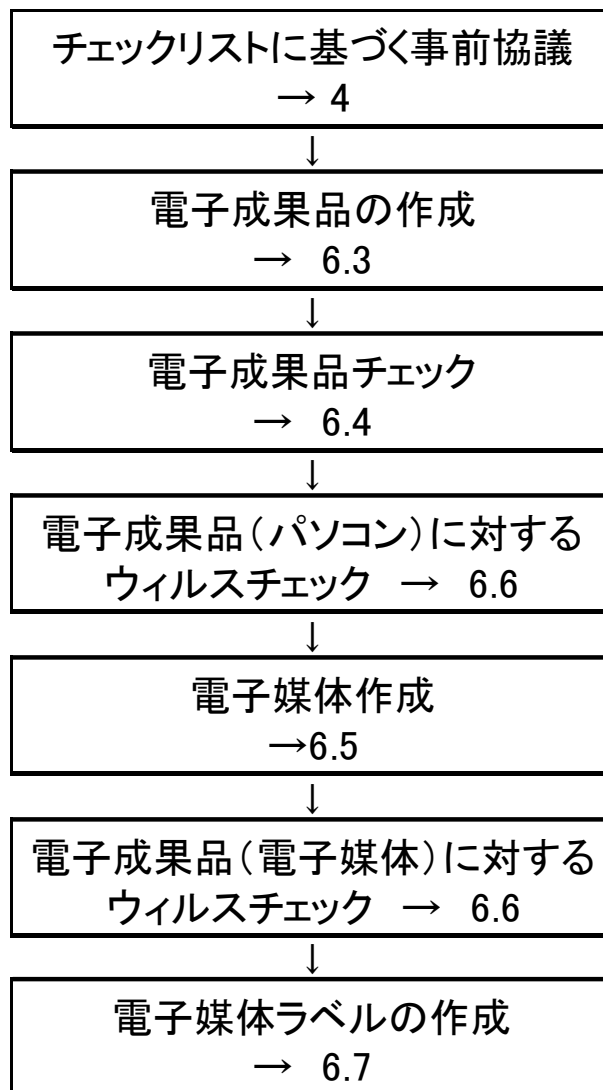 チェックリストに基づく事前協議
→ 4
↓
電子成果品の作成
→ 6.3
↓
電子成果品チェック
→ 6.4
↓
電子成果品（パソコン）に対する
ウィルスチェック → 6.6
↓
電子媒体作成
→6.5
↓
電子成果品（電子媒体）に対する
ウィルスチェック → 6.6
↓
電子媒体ラベルの作成
→ 6.7